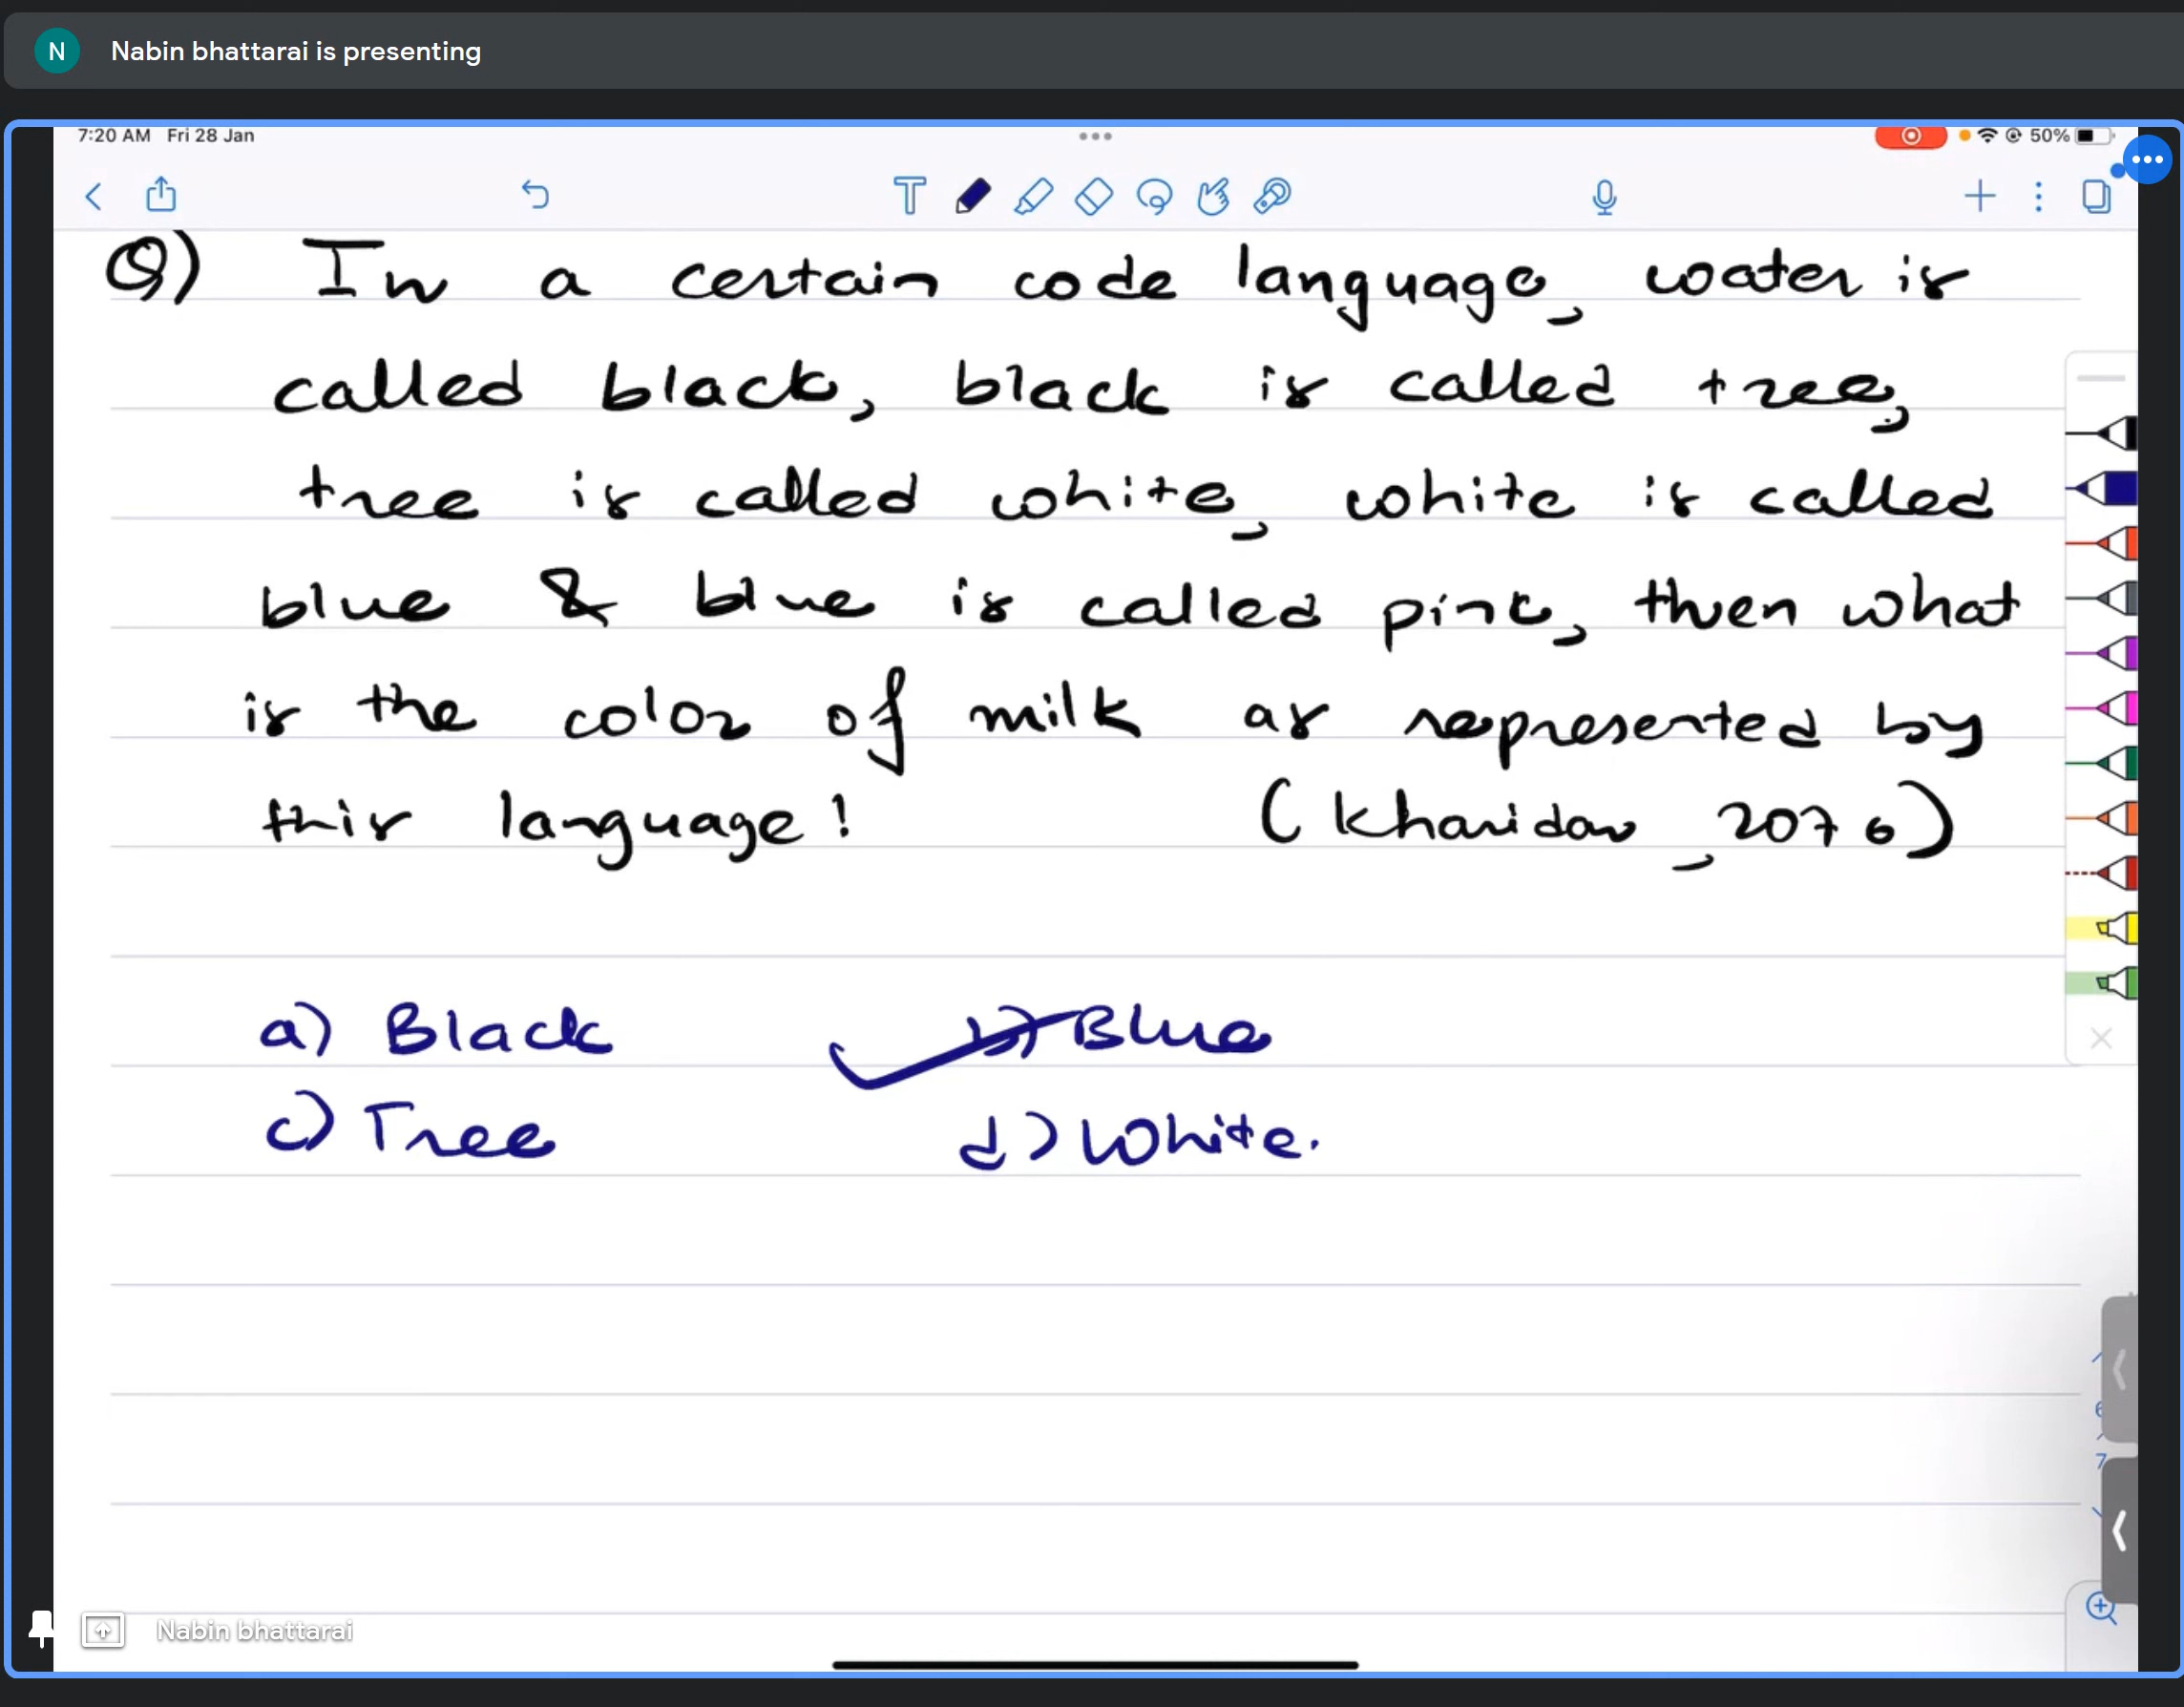 N Nabin bhattarai is presenting
7:20 AM Fri 28 Jan
50%
Q) In a certain code language, water is
called black, black is called tree,
tree is called white, white is called
blue & blue is called pink, then what
is the color of milk as represented by
this language! (Kharidar, 2076)
a) Black b) Blue
c) Tree d) White.
6
7
Nabin bhattarai